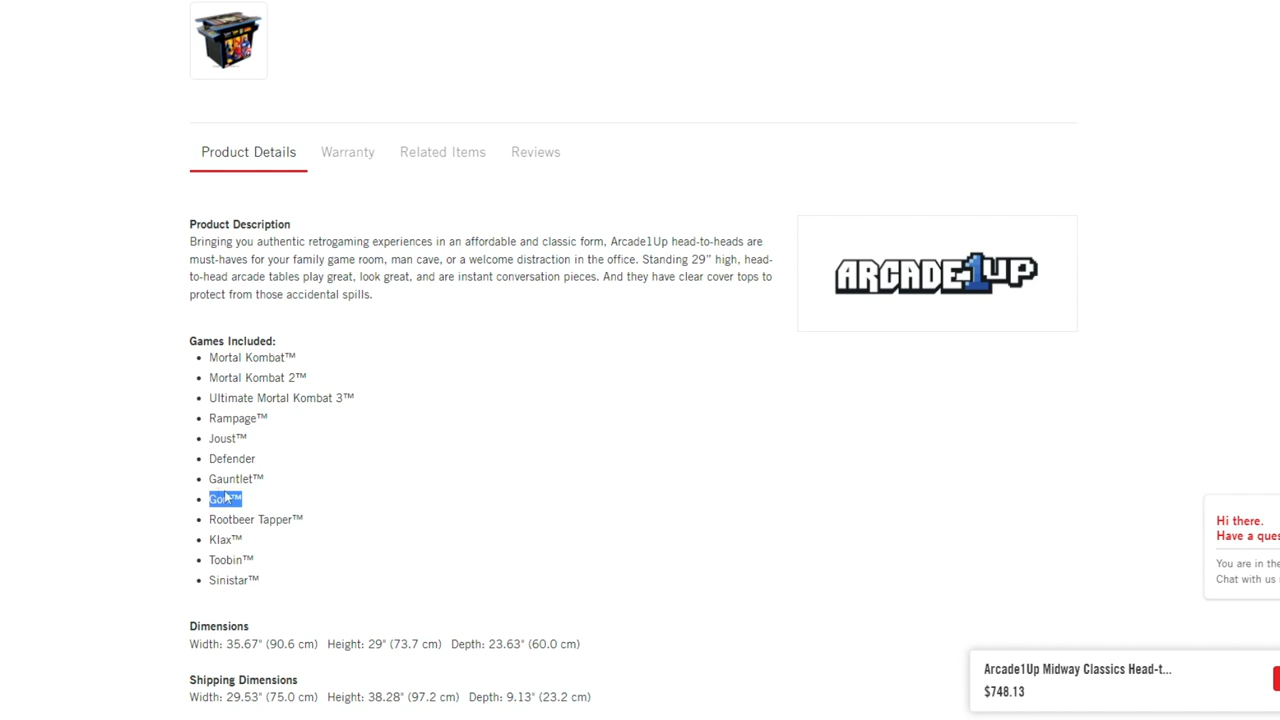 Product Details
Warranty
Related Items
Reviews
Product Description
Bringing you authentic retrogaming experiences in an affordable and classic form, Arcade1Up head-to-heads are
must-haves for your family game room, man cave, or a welcome distraction in the office. Standing 29” high, head-
to-head arcade tables play great, look great, and are instant conversation pieces. And they have clear cover tops to
protect from those accidental spills.
ARCADE1UP
Games Included:
Mortal Kombat™
Mortal Kombat 2™
Ultimate Mortal Kombat 3™
Rampage™
Joust™
Defender
Gauntlet™
Rootbeer Tapper™
Klax™
Toobin™
Sinistar™
Hi there.
Have a ques
You are in the
Chat with us
Dimensions
Width: 35.67" (90.6 cm) Height: 29" (73.7 cm) Depth: 23.63" (60.0 cm)
Shipping Dimensions
Width: 29.53" (75.0 cm) Height: 38.28" (97.2 cm) Depth: 9.13" (23.2 cm)
Arcade1Up Midway Classics Head-t...
$748.13